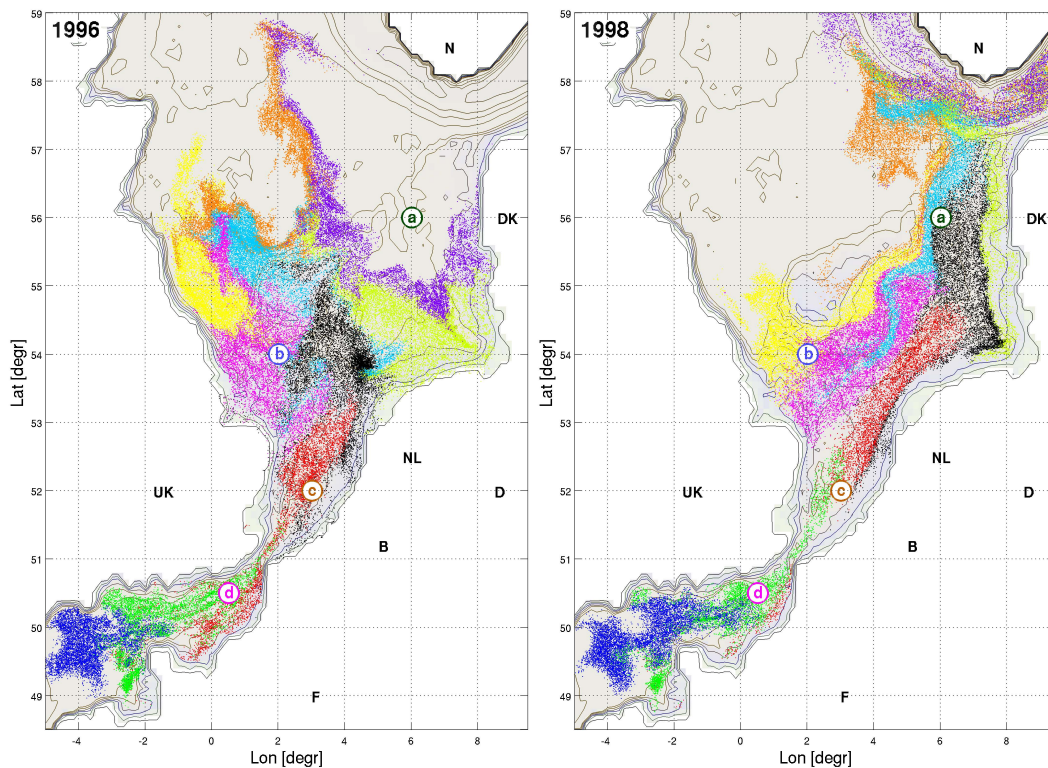 1996
1998
N
N
DK
DK
a
a
b
b
c
c
d
d
UK
UK
NL
NL
D
D
B
B
F
F
59
58
57
56
55
54
53
52
51
50
49
59
58
57
56
55
54
53
52
51
50
49
Lat [degr]
Lat [degr]
-4 -2 0 2 4 6 8
-4 -2 0 2 4 6 8
Lon [degr]
Lon [degr]